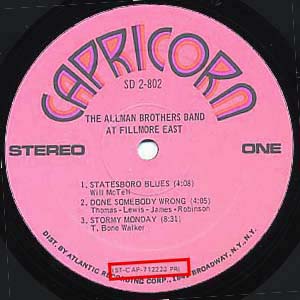 CAPRICORN
SD 2-802
THE ALLMAN BROTHERS BAND
AT FILLMORE EAST
STEREO
ONE
1. STATESBORO BLUES (4:08)
Will McTell
2. DONE SOMEBODY WRONG (4:05)
Thomas-Lewis-James-Robinson
3. STORMY MONDAY (8:31)
T. Bone Walker
(ST-CAP-712222 PR)
DIST. BY ATLANTIC RECORDING CORP., 1841 BROADWAY, N.Y., N.Y.